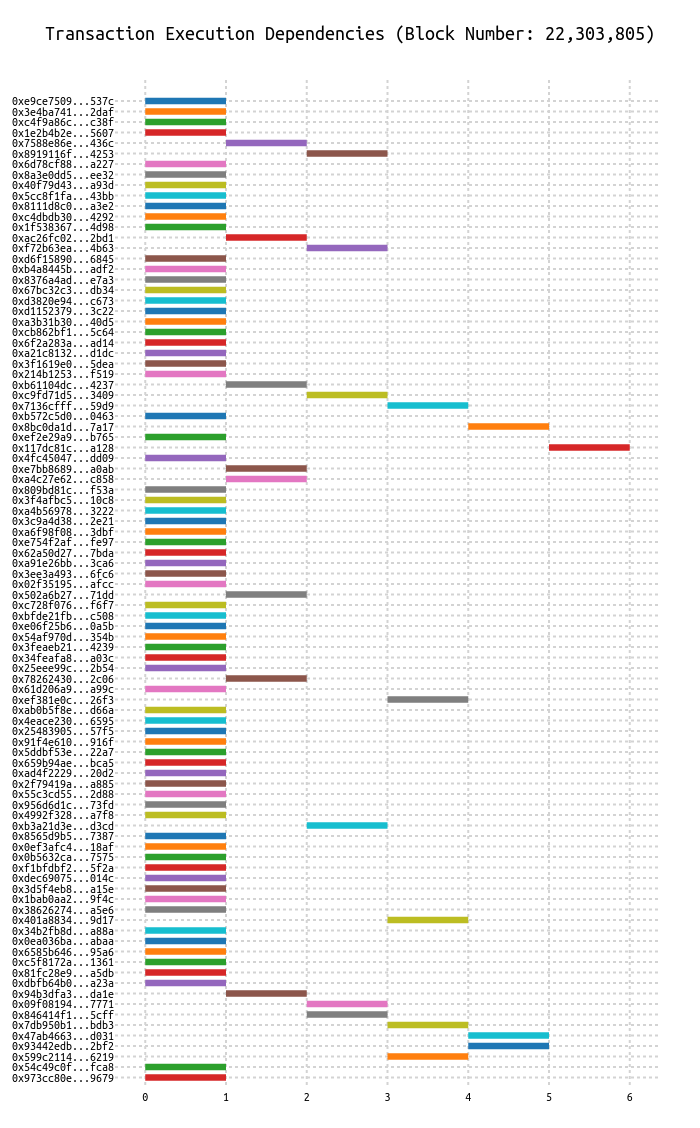 Transaction Execution Dependencies (Block Number: 22,303,805)
0xe9ce7509...537c
0x3e4ba741...2daf
0xc4f9a86c...c38f
0x1e2b4b2e...5607
0x7588e86e...436c
0x8919116f...4253
0x6d78cf88...a227
0x8a3e0dd5...ee32
0x40f79d43...a93d
0x5cc8f1fa...43bb
0x8111d8c0...a3e2
0xc4dbdb30...4292
0x1f538367...4d98
0xac26fc02...2bd1
0xf72b63ea...4b63
0xd6f15890...6845
0xb4a8445b...adf2
0x8376a4ad...e7a3
0x67bc32c3...db34
0xd3820e94...c673
0xd1152379...3c22
0xa3b31b30...40d5
0xcb862bf1...5c64
0x6f2a283a...ad14
0xa21c8132...d1dc
0x3f1619e0...5dea
0x214b1253...f519
0xb61104dc...4237
0xc9fd71d5...3409
0x7136cfff...59d9
0xb572c5d0...0463
0x8bc0da1d...7a17
0xef2e29a9...b765
0x117dc81c...a128
0x4fc45047...dd09
0xe7bb8689...a0ab
0xa4c27e62...c858
0x809bd81c...f53a
0x3f4afbc5...10c8
0xa4b56978...3222
0x3c9a4d38...2e21
0xa6f98f08...3dbf
0xe754f2af...fe97
0x62a50d27...7bda
0xa91e26bb...3ca6
0x3ee3a493...6fc6
0x02f35195...afcc
0x502a6b27...71dd
0xc728f076...f6f7
0xbfde21fb...c508
0xe06f25b6...0a5b
0x54af970d...354b
0x3feaeb21...4239
0x34feafa8...a03c
0x25eee99c...2b54
0x78262430...2c06
0x61d206a9...a99c
0xef381e0c...26f3
0xab0b5f8e...d66a
0x4eace230...6595
0x25483905...57f5
0x91f4e610...916f
0x5ddbf53e...22a7
0x659b94ae...bca5
0xad4f2229...20d2
0x2f79419a...a885
0x55c3cd55...2d88
0x956d6d1c...73fd
0x4992f328...a7f8
0xb3a21d3e...d3cd
0x8565d9b5...7387
0x0ef3afc4...18af
0x0b5632ca...7575
0xf1bfdbf2...5f2a
0xdec69075...014c
0x3d5f4eb8...a15e
0x1bab0aa2...9f4c
0x38626274...a5e6
0x401a8834...9d17
0x34b2fb8d...a88a
0x0ea036ba...abaa
0x6585b646...95a6
0xc5f8172a...1361
0x81fc28e9...a5db
0xdbfb64b0...a23a
0x94b3dfa3...da1e
0x09f08194...7771
0x846414f1...5cff
0x7db950b1...bdb3
0x47ab4663...d031
0x93442edb...2bf2
0x599c2114...6219
0x54c49c0f...fca8
0x973cc80e...9679
0 1 2 3 4 5 6